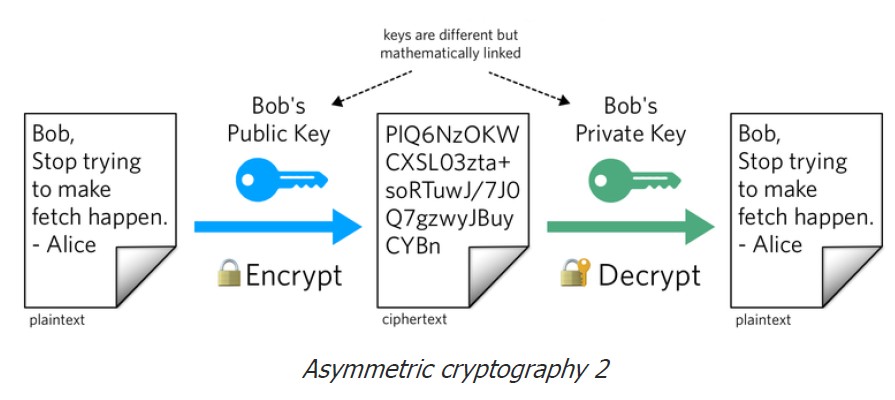 keys are different but
mathematically linked
Bob's
Public Key
Bob's
Private Key
Bob,
Stop trying
to make
fetch happen.
- Alice
PlQ6NzOKW
CXSL03zta+
soRTuwJ/7J0
Q7gzwyJBuy
CYBn
Bob,
Stop trying
to make
fetch happen.
- Alice
Encrypt
Decrypt
plaintext
ciphertext
plaintext
Asymmetric cryptography 2